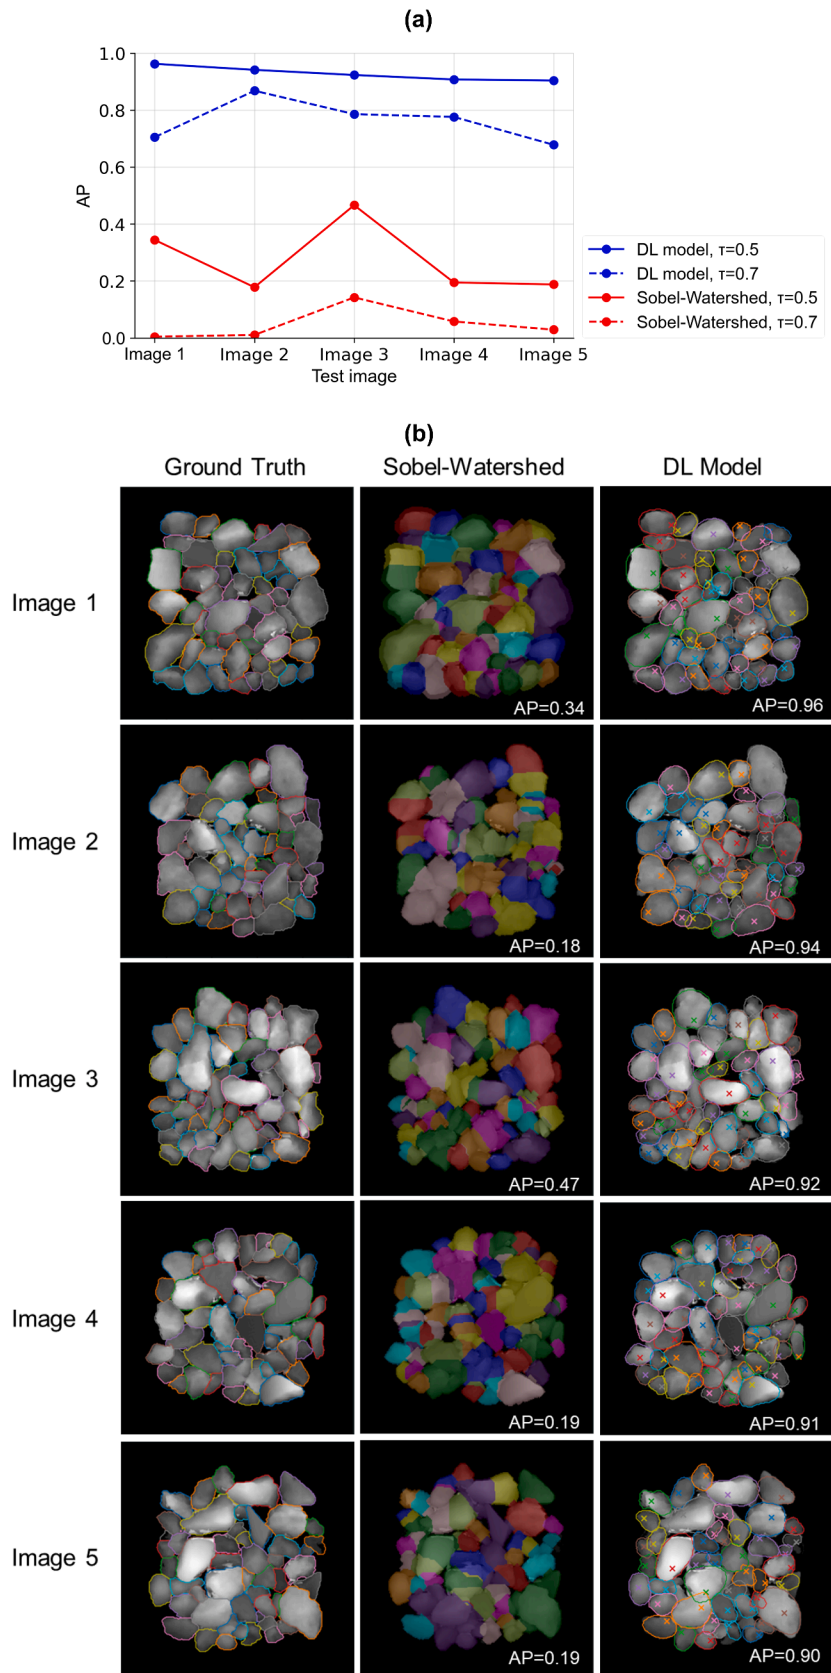 (a)
1.0
0.8
0.6
0.4
0.2
0.0
AP
Image 1 Image 2 Image 3 Image 4 Image 5
Test image
DL model, τ=0.5
DL model, τ=0.7
Sobel-Watershed, τ=0.5
Sobel-Watershed, τ=0.7
(b)
Ground Truth Sobel-Watershed DL Model
Image 1
AP=0.34 AP=0.96
Image 2
AP=0.18 AP=0.94
Image 3
AP=0.47 AP=0.92
Image 4
AP=0.19 AP=0.91
Image 5
AP=0.19 AP=0.90